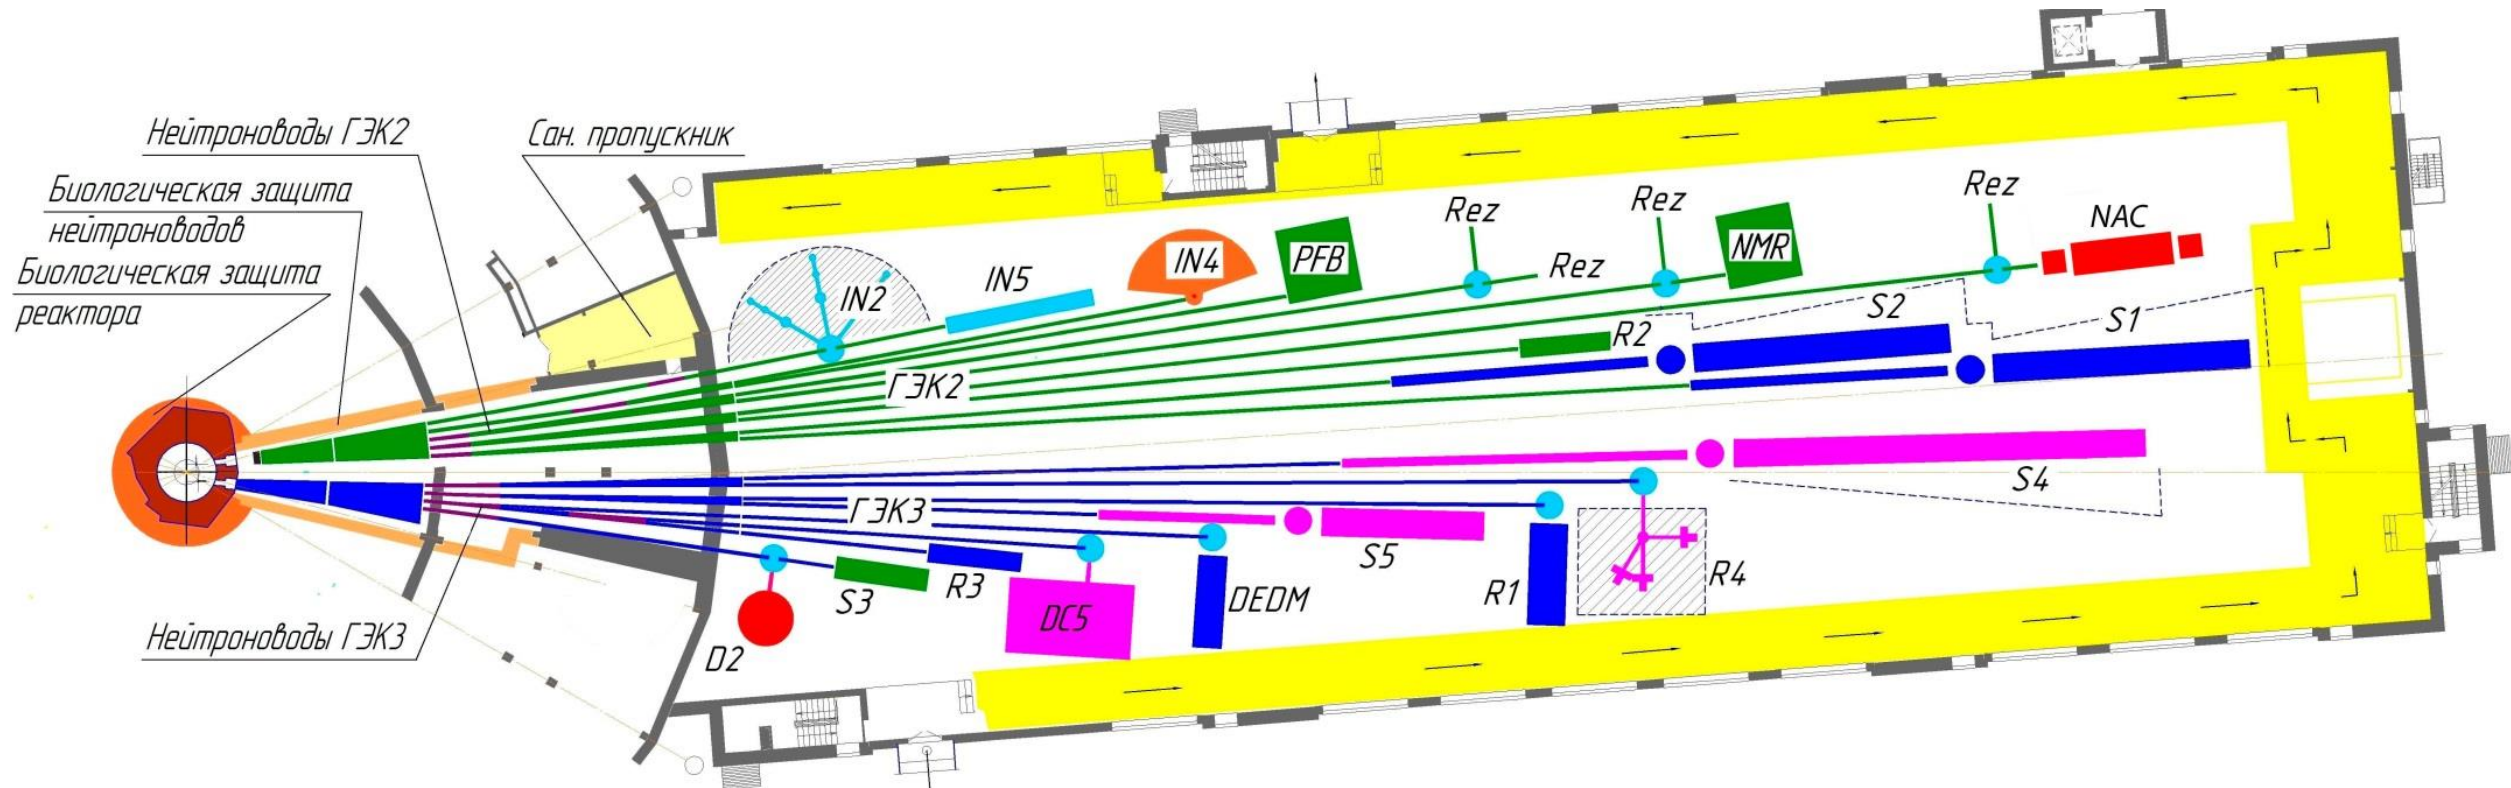 Нейтроноводы ГЭК2
Сан. пропускник
Биологическая защита
нейтроноводов
Биологическая защита
реактора
Нейтроноводы ГЭК3
IN2
IN5
IN4
PFB
Rez
Rez
Rez
NMR
Rez
NAC
R2
S2
S1
ГЭК2
ГЭК3
S4
S5
R1
R4
DEDM
DC5
R3
S3
D2